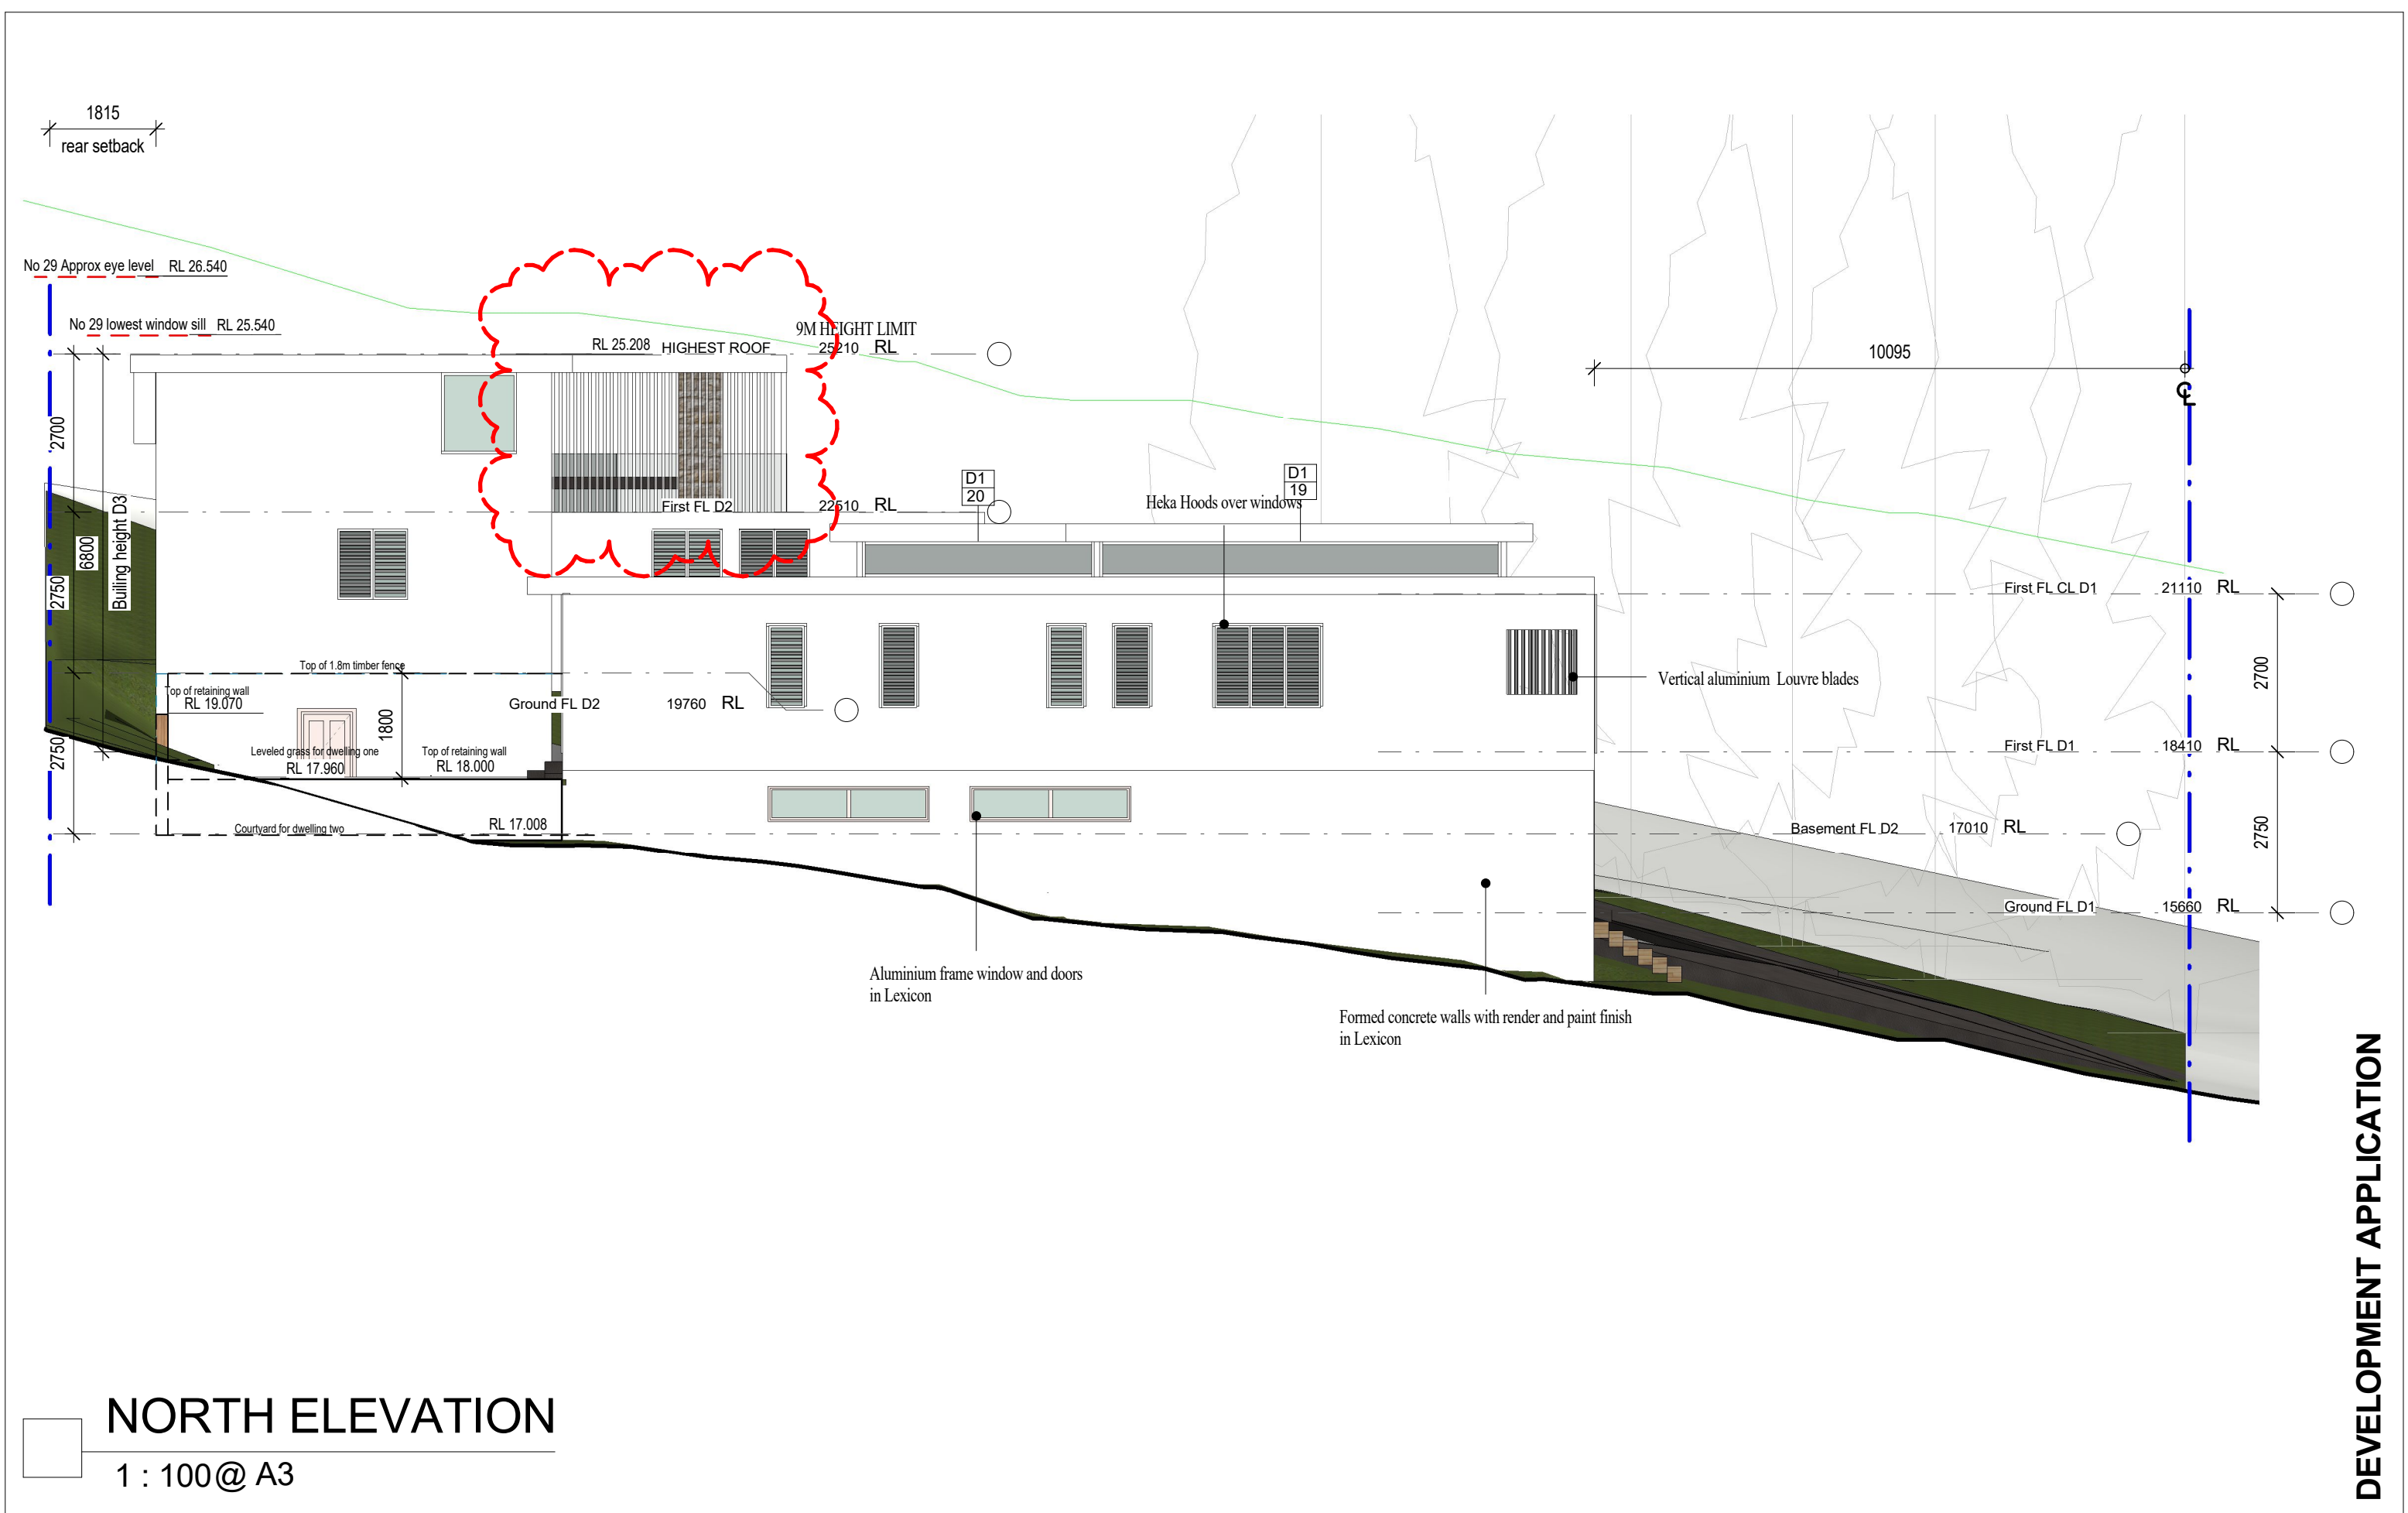 1815
rear setback
No 29 Approx eye level RL 26.540
No 29 lowest window sill RL 25.540
9M HEIGHT LIMIT
RL 25.208 HIGHEST ROOF 25210 RL
10095
CL
2700
First FL D2 22510 RL
D1
20
D1
19
Heka Hoods over windows
Builing height D3
6800
2750
First FL CL D1 21110 RL
2700
Top of 1.8m timber fence
Top of retaining wall
RL 19.070
Ground FL D2 19760 RL
Vertical aluminium Louvre blades
1800
2750
Leveled grass for dwelling one
RL 17.960
Top of retaining wall
RL 18.000
First FL D1 18410 RL
Courtyard for dwelling two
RL 17.008
Basement FL D2 17010 RL
2750
Ground FL D1 15660 RL
Aluminium frame window and doors
in Lexicon
Formed concrete walls with render and paint finish
in Lexicon
DEVELOPMENT APPLICATION
NORTH ELEVATION
1 : 100@ A3